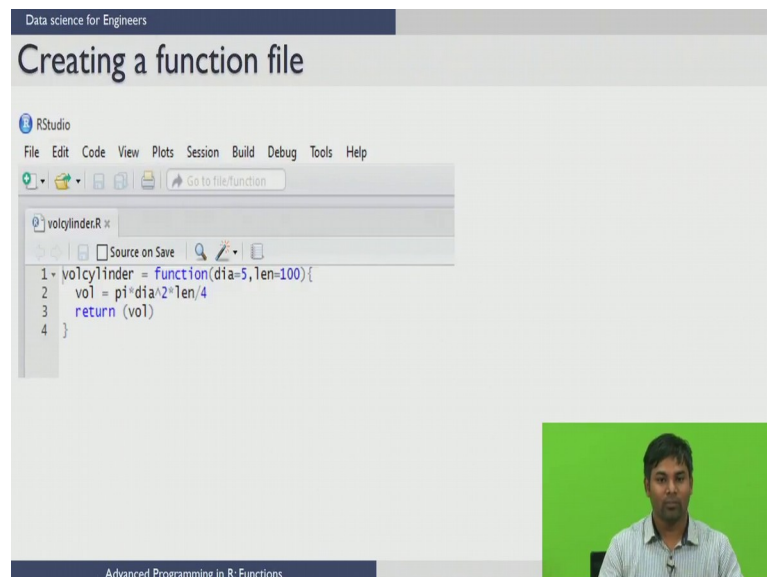 Data science for Engineers
Creating a function file
RStudio
File Edit Code View Plots Session Build Debug Tools Help
Go to file/function
volcylinder.R ×
Source on Save
1 volcylinder = function(dia=5,len=100){
2 vol = pi*dia^2*len/4
3 return (vol)
4 }
Advanced Programming in R: Functions